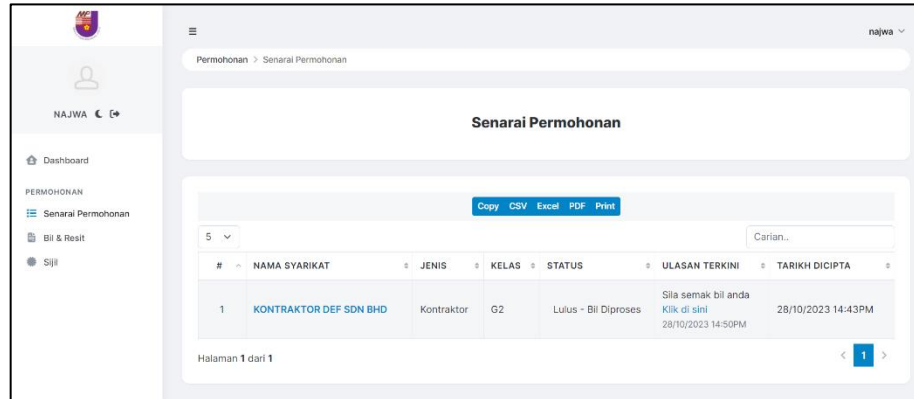 MF
najwa
Permohonan > Senarai Permohonan
NAJWA
Senarai Permohonan
Dashboard
PERMOHONAN
Senarai Permohonan
Bil & Resit
Sijil
Copy CSV Excel PDF Print
5
Carian..
# NAMA SYARIKAT JENIS KELAS STATUS ULASAN TERKINI TARIKH DICIPTA
1 KONTRAKTOR DEF SDN BHD Kontraktor G2 Lulus - Bil Diproses Sila semak bil anda
Klik di sini
28/10/2023 14:50PM
28/10/2023 14:43PM
Halaman 1 dari 1
< 1 >